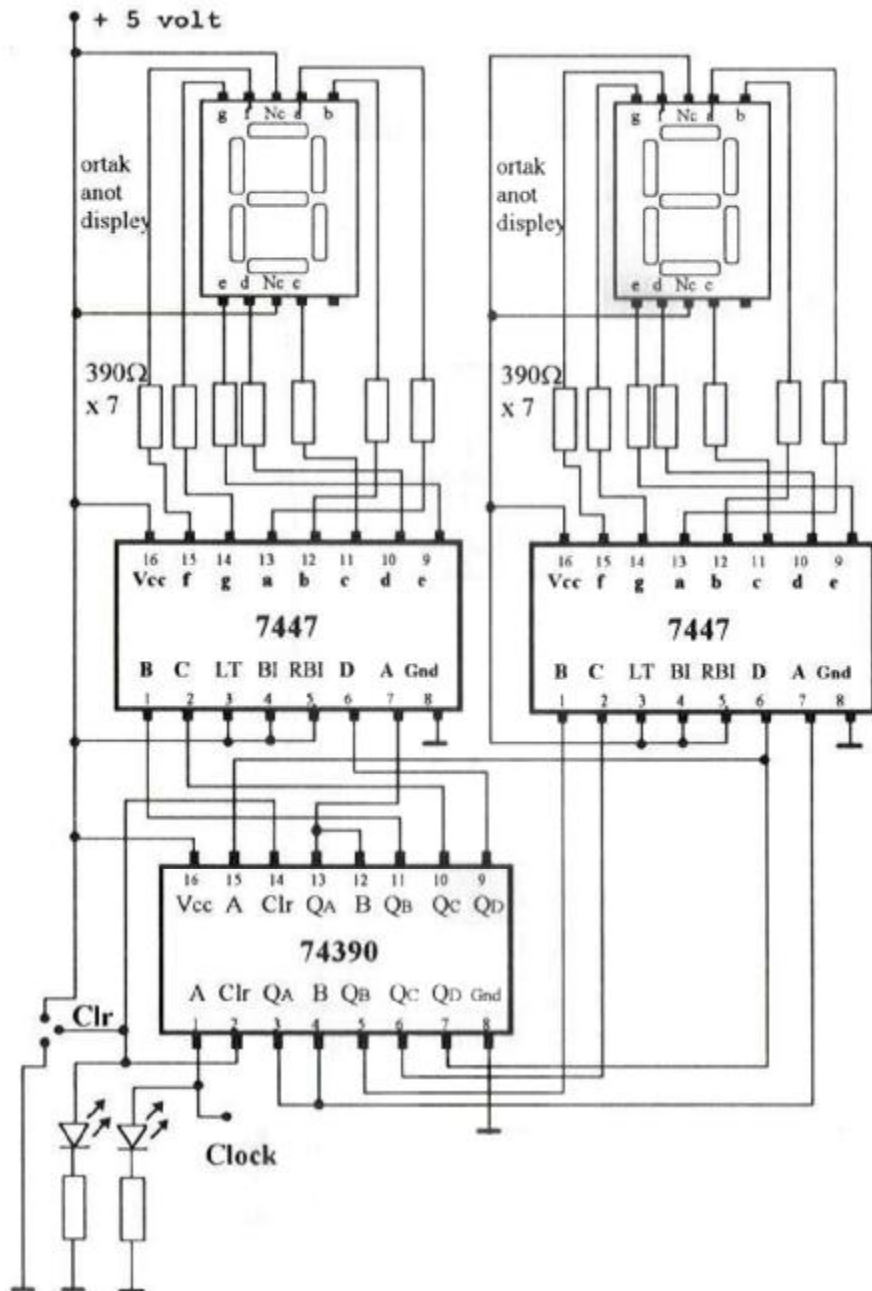 + 5 volt
g f Nc a b
g f Nc a b
ortak
anot
displey
ortak
anot
displey
e d Nc c
e d Nc c
390Ω
x 7
390Ω
x 7
16 15 14 13 12 11 10 9
Vcc f g a b c d e
7447
B C LT BI RBI D A Gnd
1 2 3 4 5 6 7 8
16 15 14 13 12 11 10 9
Vcc f g a b c d e
7447
B C LT BI RBI D A Gnd
1 2 3 4 5 6 7 8
16 15 14 13 12 11 10 9
Vcc A Clr QA B QB QC QD
74390
A Clr QA B QB QC QD Gnd
1 2 3 4 5 6 7 8
Clr
Clock